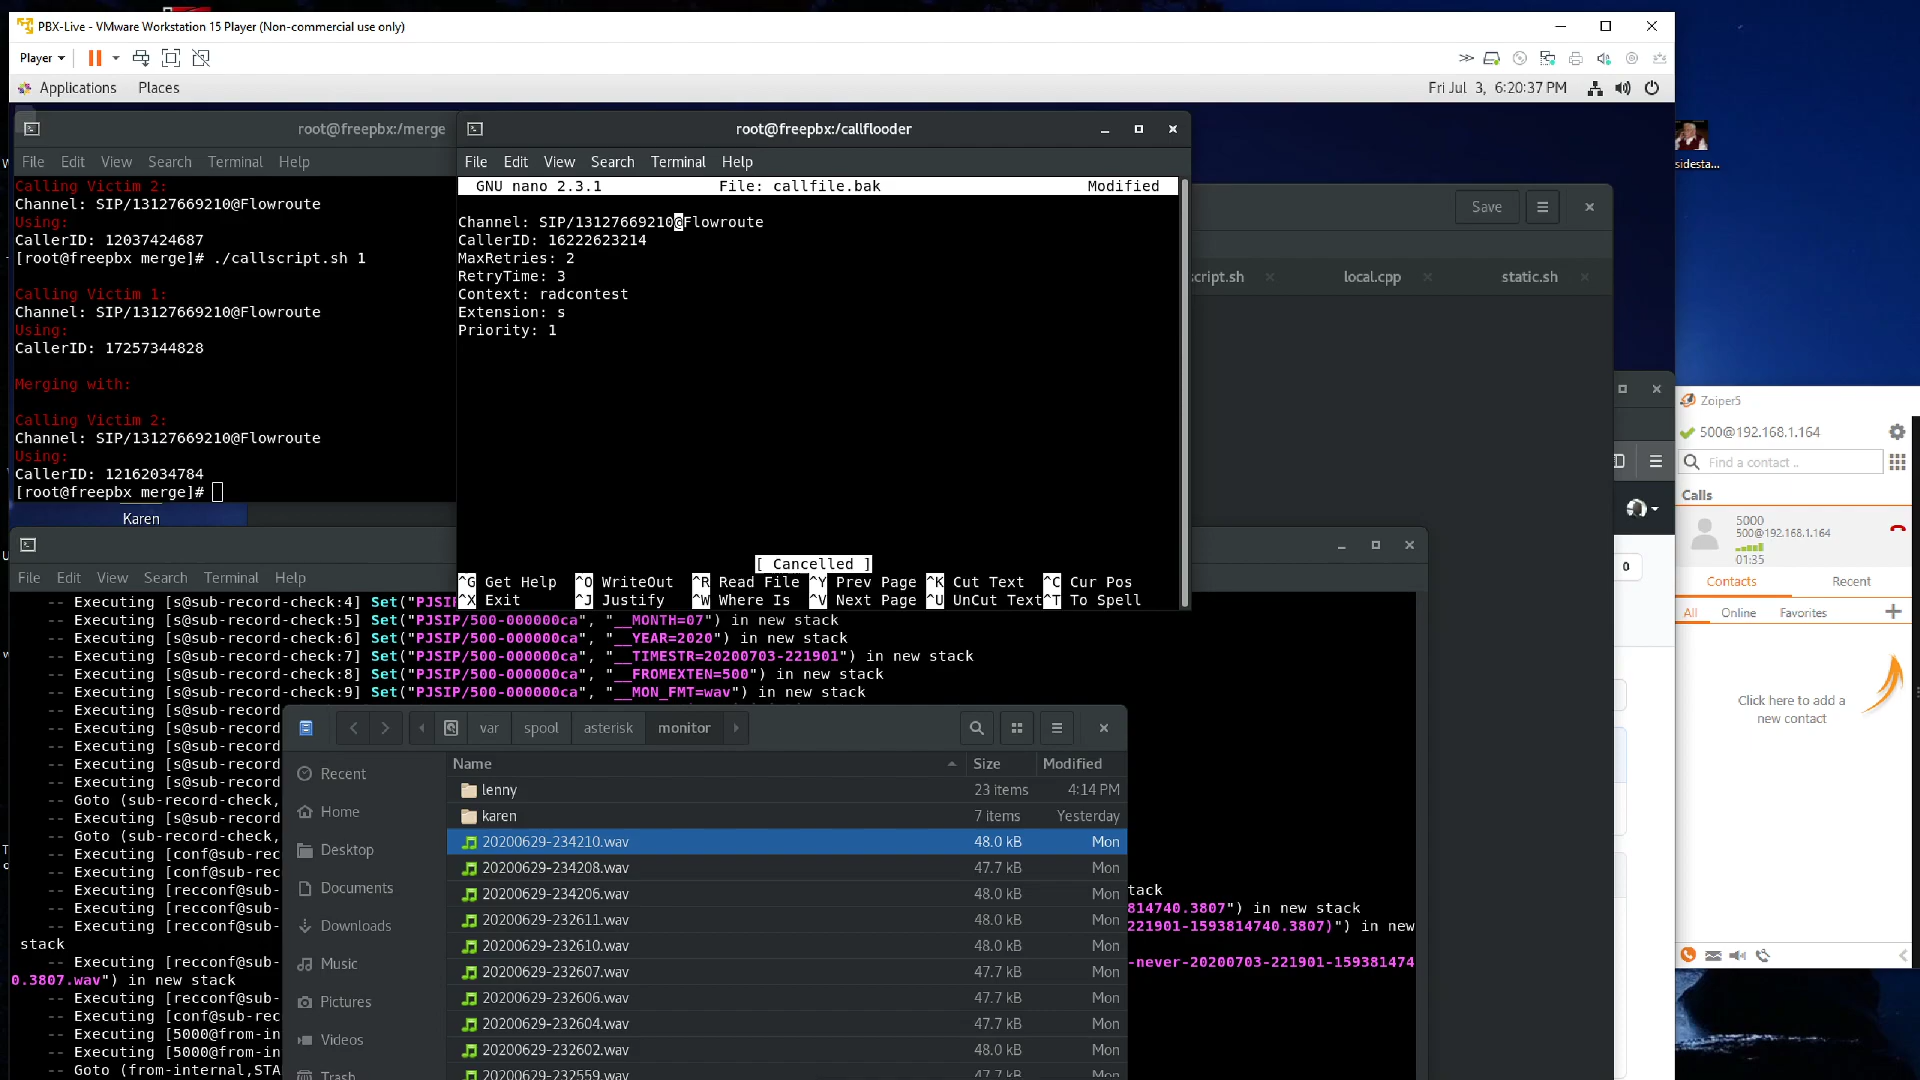 PBX-Live - VMware Workstation 15 Player (Non-commercial use only)
Player
Applications Places
Fri Jul 3, 6:20:37 PM
root@freepbx:/merge
File Edit View Search Terminal Help
Calling Victim 2:
Channel: SIP/13127669210@Flowroute
Using:
CallerID: 12037424687
[root@freepbx merge]# ./callscript.sh 1
Calling Victim 1:
Channel: SIP/13127669210@Flowroute
Using:
CallerID: 17257344828
Merging with:
Calling Victim 2:
Channel: SIP/13127669210@Flowroute
Using:
CallerID: 12162034784
[root@freepbx merge]#
Karen
root@freepbx:/callflooder
File Edit View Search Terminal Help
GNU nano 2.3.1 File: callfile.bak Modified
Channel: SIP/13127669210@Flowroute
CallerID: 16222623214
MaxRetries: 2
RetryTime: 3
Context: radcontest
Extension: s
Priority: 1
[ Cancelled ]
^G Get Help ^O WriteOut ^R Read File ^Y Prev Page ^K Cut Text ^C Cur Pos
^X Exit ^J Justify ^W Where Is ^V Next Page ^U UnCut Text ^T To Spell
Save
cript.sh local.cpp static.sh
sidesta...
0
Zoiper5
500@192.168.1.164
Find a contact ..
Calls
5000
500@192.168.1.164
01:35
Contacts Recent
All Online Favorites
Click here to add a
new contact
File Edit View Search Terminal Help
-- Executing [s@sub-record-check:4] Set("PJSI
-- Executing [s@sub-record-check:5] Set("PJSIP/500-000000ca", "__MONTH=07") in new stack
-- Executing [s@sub-record-check:6] Set("PJSIP/500-000000ca", "__YEAR=2020") in new stack
-- Executing [s@sub-record-check:7] Set("PJSIP/500-000000ca", "__TIMESTR=20200703-221901") in new stack
-- Executing [s@sub-record-check:8] Set("PJSIP/500-000000ca", "__FROMEXTEN=500") in new stack
-- Executing [s@sub-record-check:9] Set("PJSIP/500-000000ca", "__MON_FMT=wav") in new stack
-- Executing [s@sub-record-
-- Executing [s@sub-record-
-- Executing [s@sub-record-
-- Executing [s@sub-record-
-- Executing [s@sub-record-
-- Goto (sub-record-check,
-- Executing [s@sub-record-
-- Goto (sub-record-check,
-- Executing [conf@sub-rec
-- Executing [recconf@sub-
-- Executing [recconf@sub-
-- Executing [recconf@sub-
stack
-- Executing [recconf@sub-
0.3807.wav") in new stack
-- Executing [recconf@sub-
-- Executing [conf@sub-rec
-- Executing [5000@from-in
-- Executing [5000@from-in
-- Goto (from-internal,STA
tack
814740.3807") in new stack
221901-1593814740.3807)") in new
-never-20200703-221901-159381474
var spool asterisk monitor
Recent
Home
Desktop
Documents
Downloads
Music
Pictures
Videos
Trash
Name Size Modified
lenny 23 items 4:14 PM
karen 7 items Yesterday
20200629-234210.wav 48.0 kB Mon
20200629-234208.wav 47.7 kB Mon
20200629-234206.wav 48.0 kB Mon
20200629-232611.wav 48.0 kB Mon
20200629-232610.wav 48.0 kB Mon
20200629-232607.wav 47.7 kB Mon
20200629-232606.wav 47.7 kB Mon
20200629-232604.wav 47.7 kB Mon
20200629-232602.wav 48.0 kB Mon
20200629-232559.wav 47.7 kB Mon